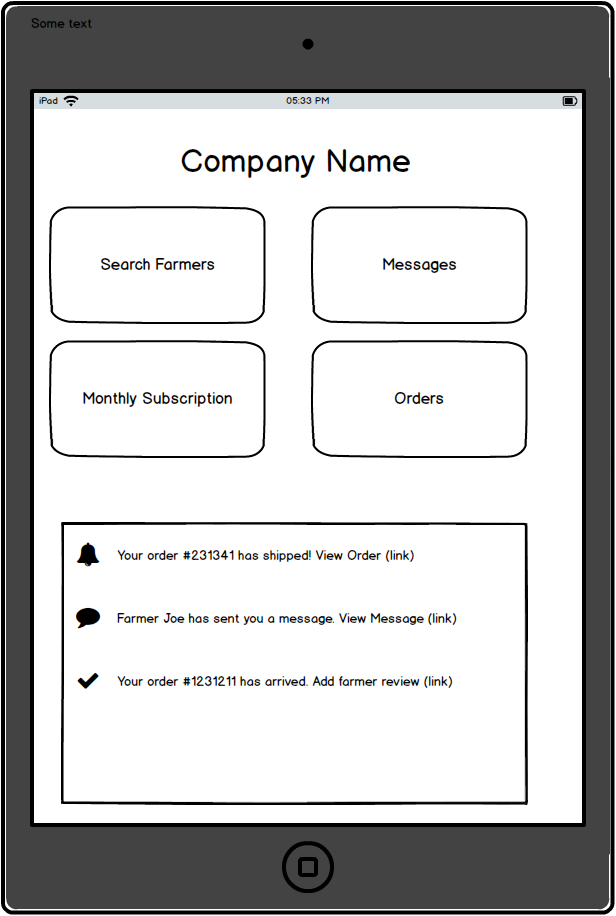 Some text
iPad 05:33 PM
Company Name
Search Farmers Messages
Monthly Subscription Orders
Your order #231341 has shipped! View Order (link)
Farmer Joe has sent you a message. View Message (link)
Your order #1231211 has arrived. Add farmer review (link)